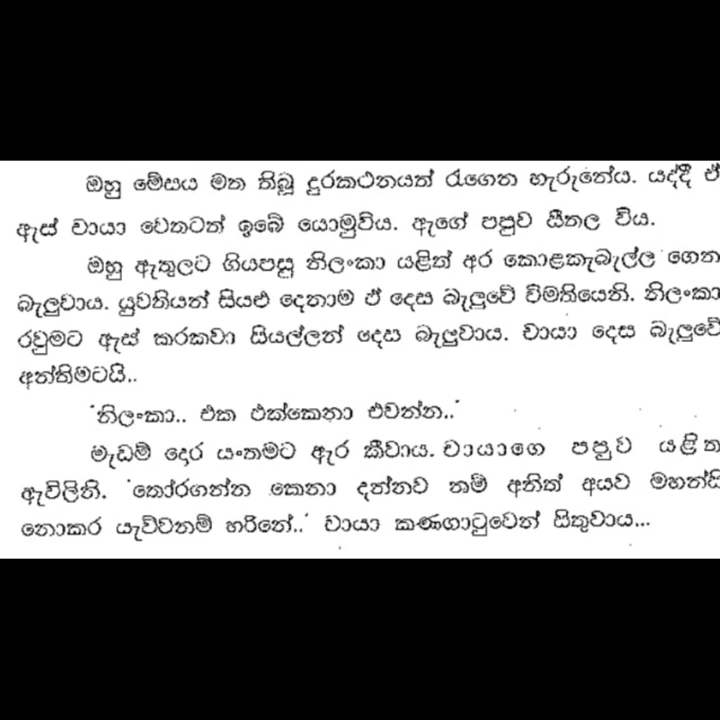 ඔහු මේසය මත තිබූ දුරකථනයත් රැගෙන හැරුනේය. යද්දී ඒ
ඇස් චායා වෙතටත් ඉබේ යොමුවිය. ඇගේ පපුව සීතල විය.
ඔහු ඇතුලට ගියපසු නිලංකා යළිත් අර කොළකැබැල්ල ගෙන
බැලුවාය. යුවතියන් සියළු දෙනාම ඒ දෙස බැලුවේ විමතියෙනි. නිලංකා
රවුමට ඇස් කරකවා සියල්ලන් දෙස බැලුවාය. චායා දෙස බැලුවේ
අන්තිමටයි..
'නිලංකා.. එක එක්කෙනා එවන්න..'
මැඩම් දොර යංතමට ඇර කීවාය. චායාගෙ පපුව යළිත
ඇවිලිනි. 'තෝරගන්න කෙනා දන්නව නම් අනිත් අයව මහන්සි
නොකර යැව්වනම් හරිනේ..' චායා කණගාටුවෙන් සිතුවාය...